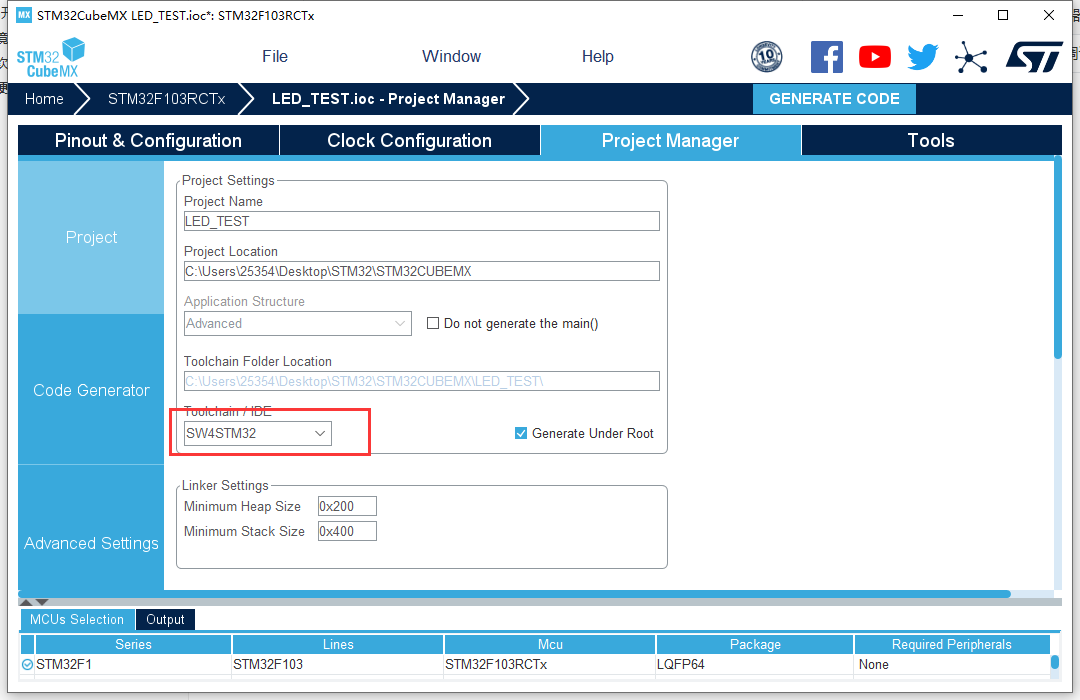 MX STM32CubeMX LED_TEST.ioc*: STM32F103RCTx
STM32
CubeMX
File Window Help
10
ST
Home STM32F103RCTx LED_TEST.ioc - Project Manager GENERATE CODE
Pinout & Configuration Clock Configuration Project Manager Tools
Project
Code Generator
Advanced Settings
Project Settings
Project Name
LED_TEST
Project Location
C:\Users\25354\Desktop\STM32\STM32CUBEMX
Application Structure
Advanced Do not generate the main()
Toolchain Folder Location
C:\Users\25354\Desktop\STM32\STM32CUBEMX\LED_TEST\
Toolchain / IDE
SW4STM32 Generate Under Root
Linker Settings
Minimum Heap Size 0x200
Minimum Stack Size 0x400
MCUs Selection Output
Series Lines Mcu Package Required Peripherals
STM32F1 STM32F103 STM32F103RCTx LQFP64 None